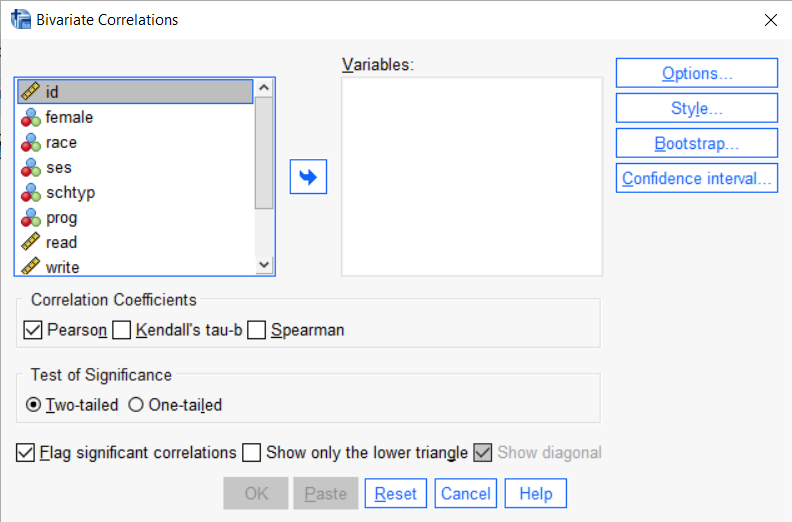 Bivariate Correlations
Variables:
id
female
race
ses
schtyp
prog
read
write
Options...
Style...
Bootstrap...
Confidence interval...
Correlation Coefficients
Pearson Kendall's tau-b Spearman
Test of Significance
Two-tailed One-tailed
Flag significant correlations Show only the lower triangle Show diagonal
OK Paste Reset Cancel Help